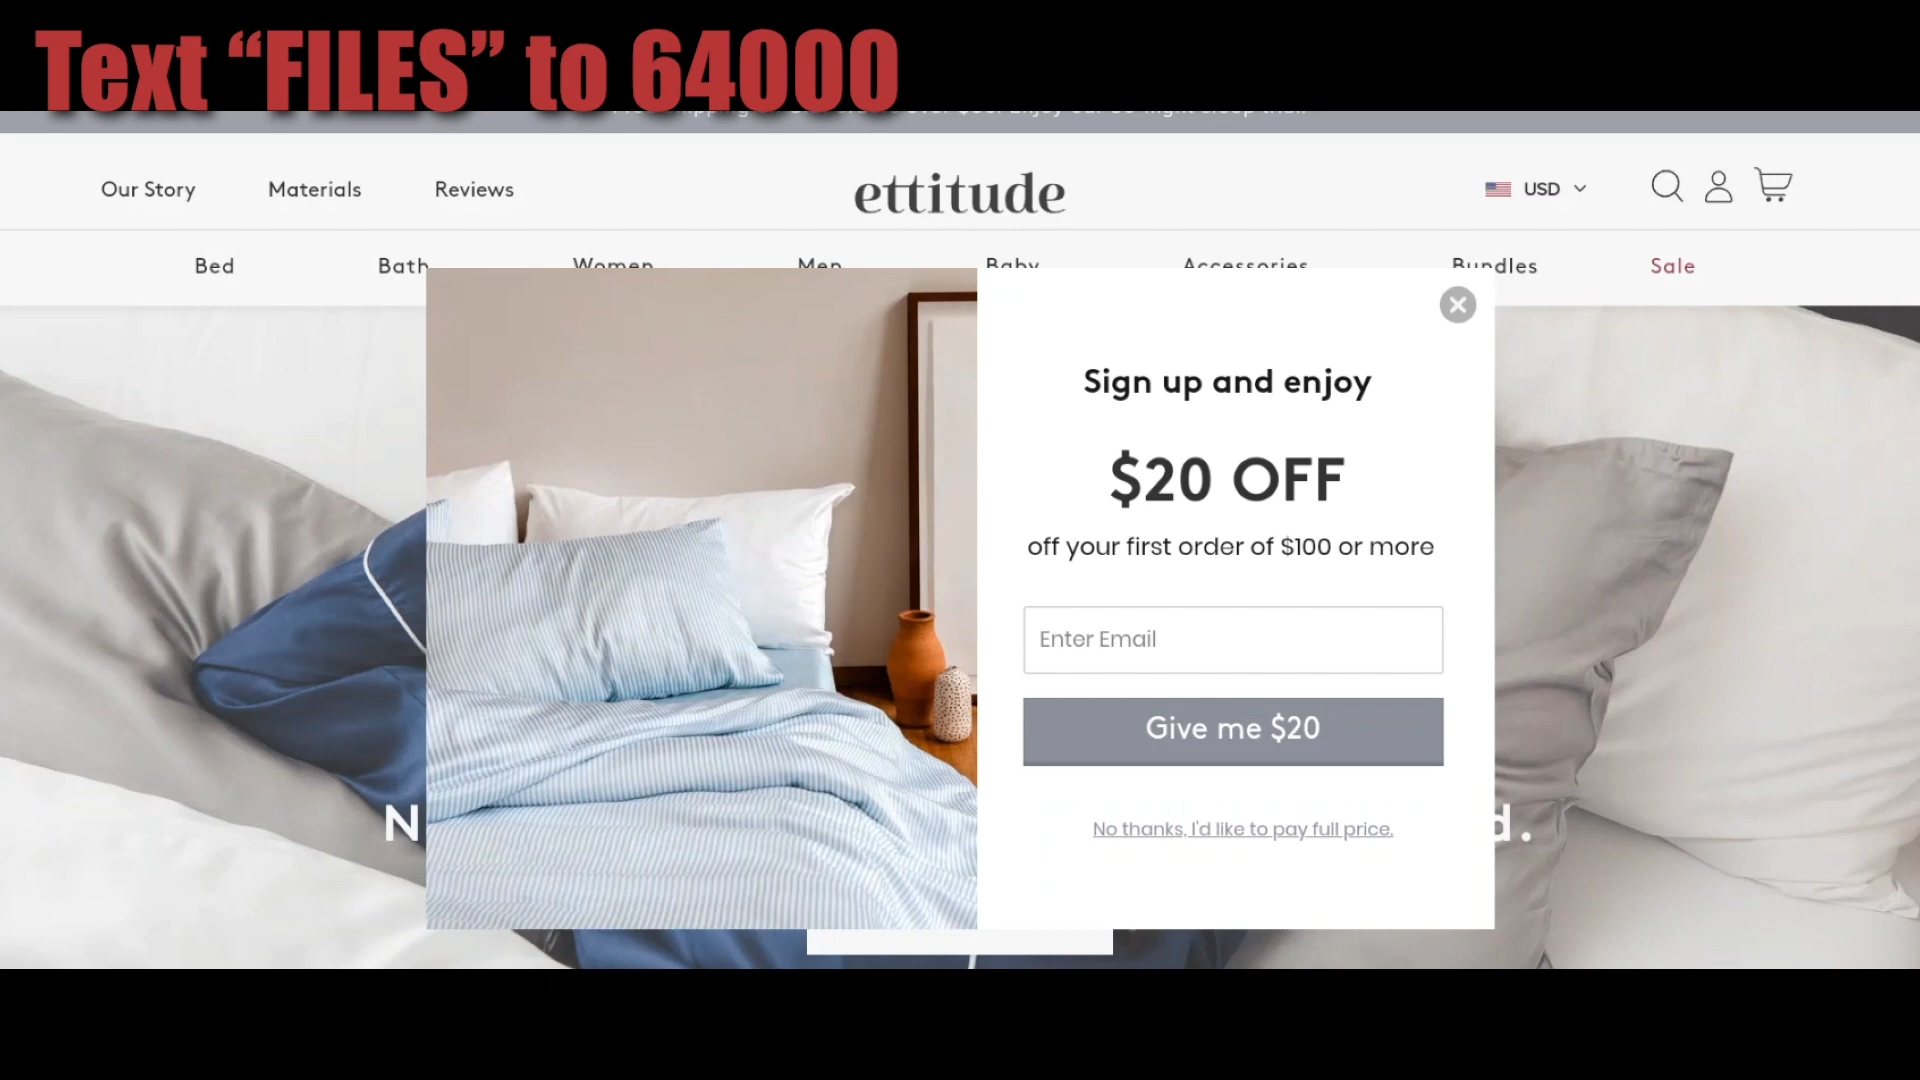 Text “FILES” to 64000
Our Story Materials Reviews ettitude USD
Bed Bath Women Men Baby Accessories Bundles Sale
Sign up and enjoy
$20 OFF
off your first order of $100 or more
Enter Email
Give me $20
No thanks, I'd like to pay full price.